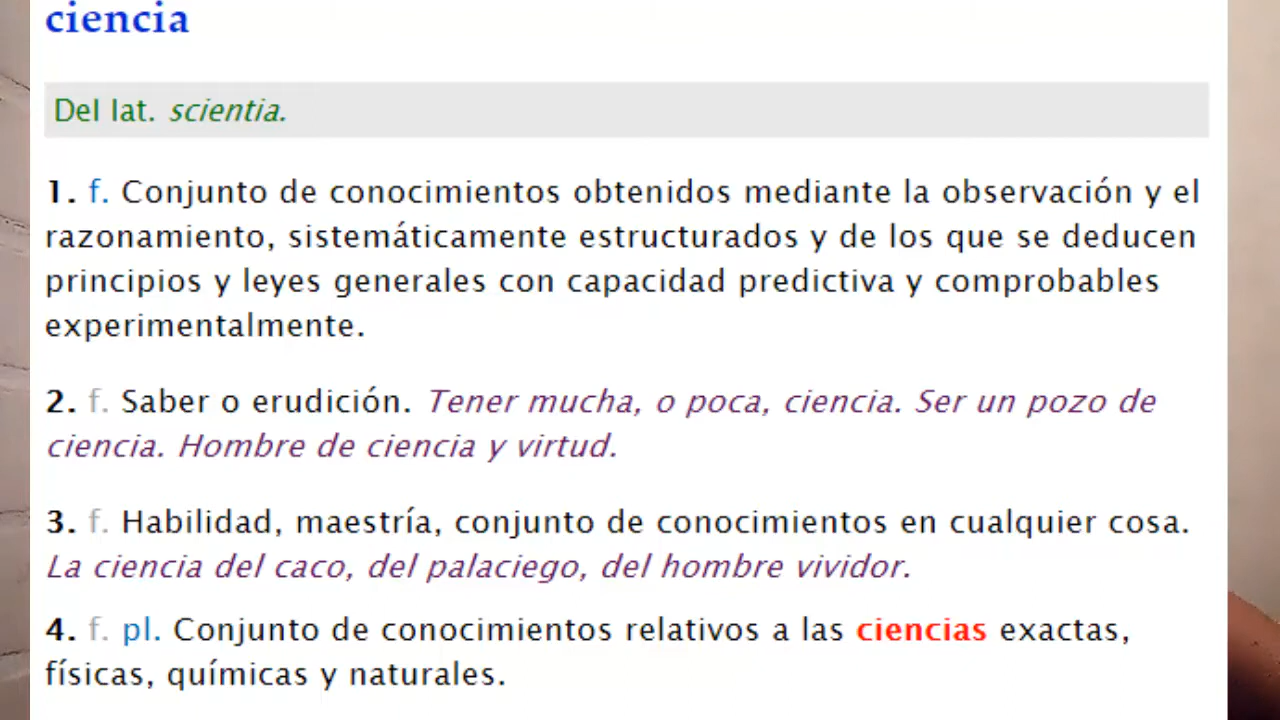 ciencia
Del lat. scientia.
1. f. Conjunto de conocimientos obtenidos mediante la observación y el
razonamiento, sistemáticamente estructurados y de los que se deducen
principios y leyes generales con capacidad predictiva y comprobables
experimentalmente.
2. f. Saber o erudición. Tener mucha, o poca, ciencia. Ser un pozo de
ciencia. Hombre de ciencia y virtud.
3. f. Habilidad, maestría, conjunto de conocimientos en cualquier cosa.
La ciencia del caco, del palaciego, del hombre vividor.
4. f. pl. Conjunto de conocimientos relativos a las ciencias exactas,
físicas, químicas y naturales.